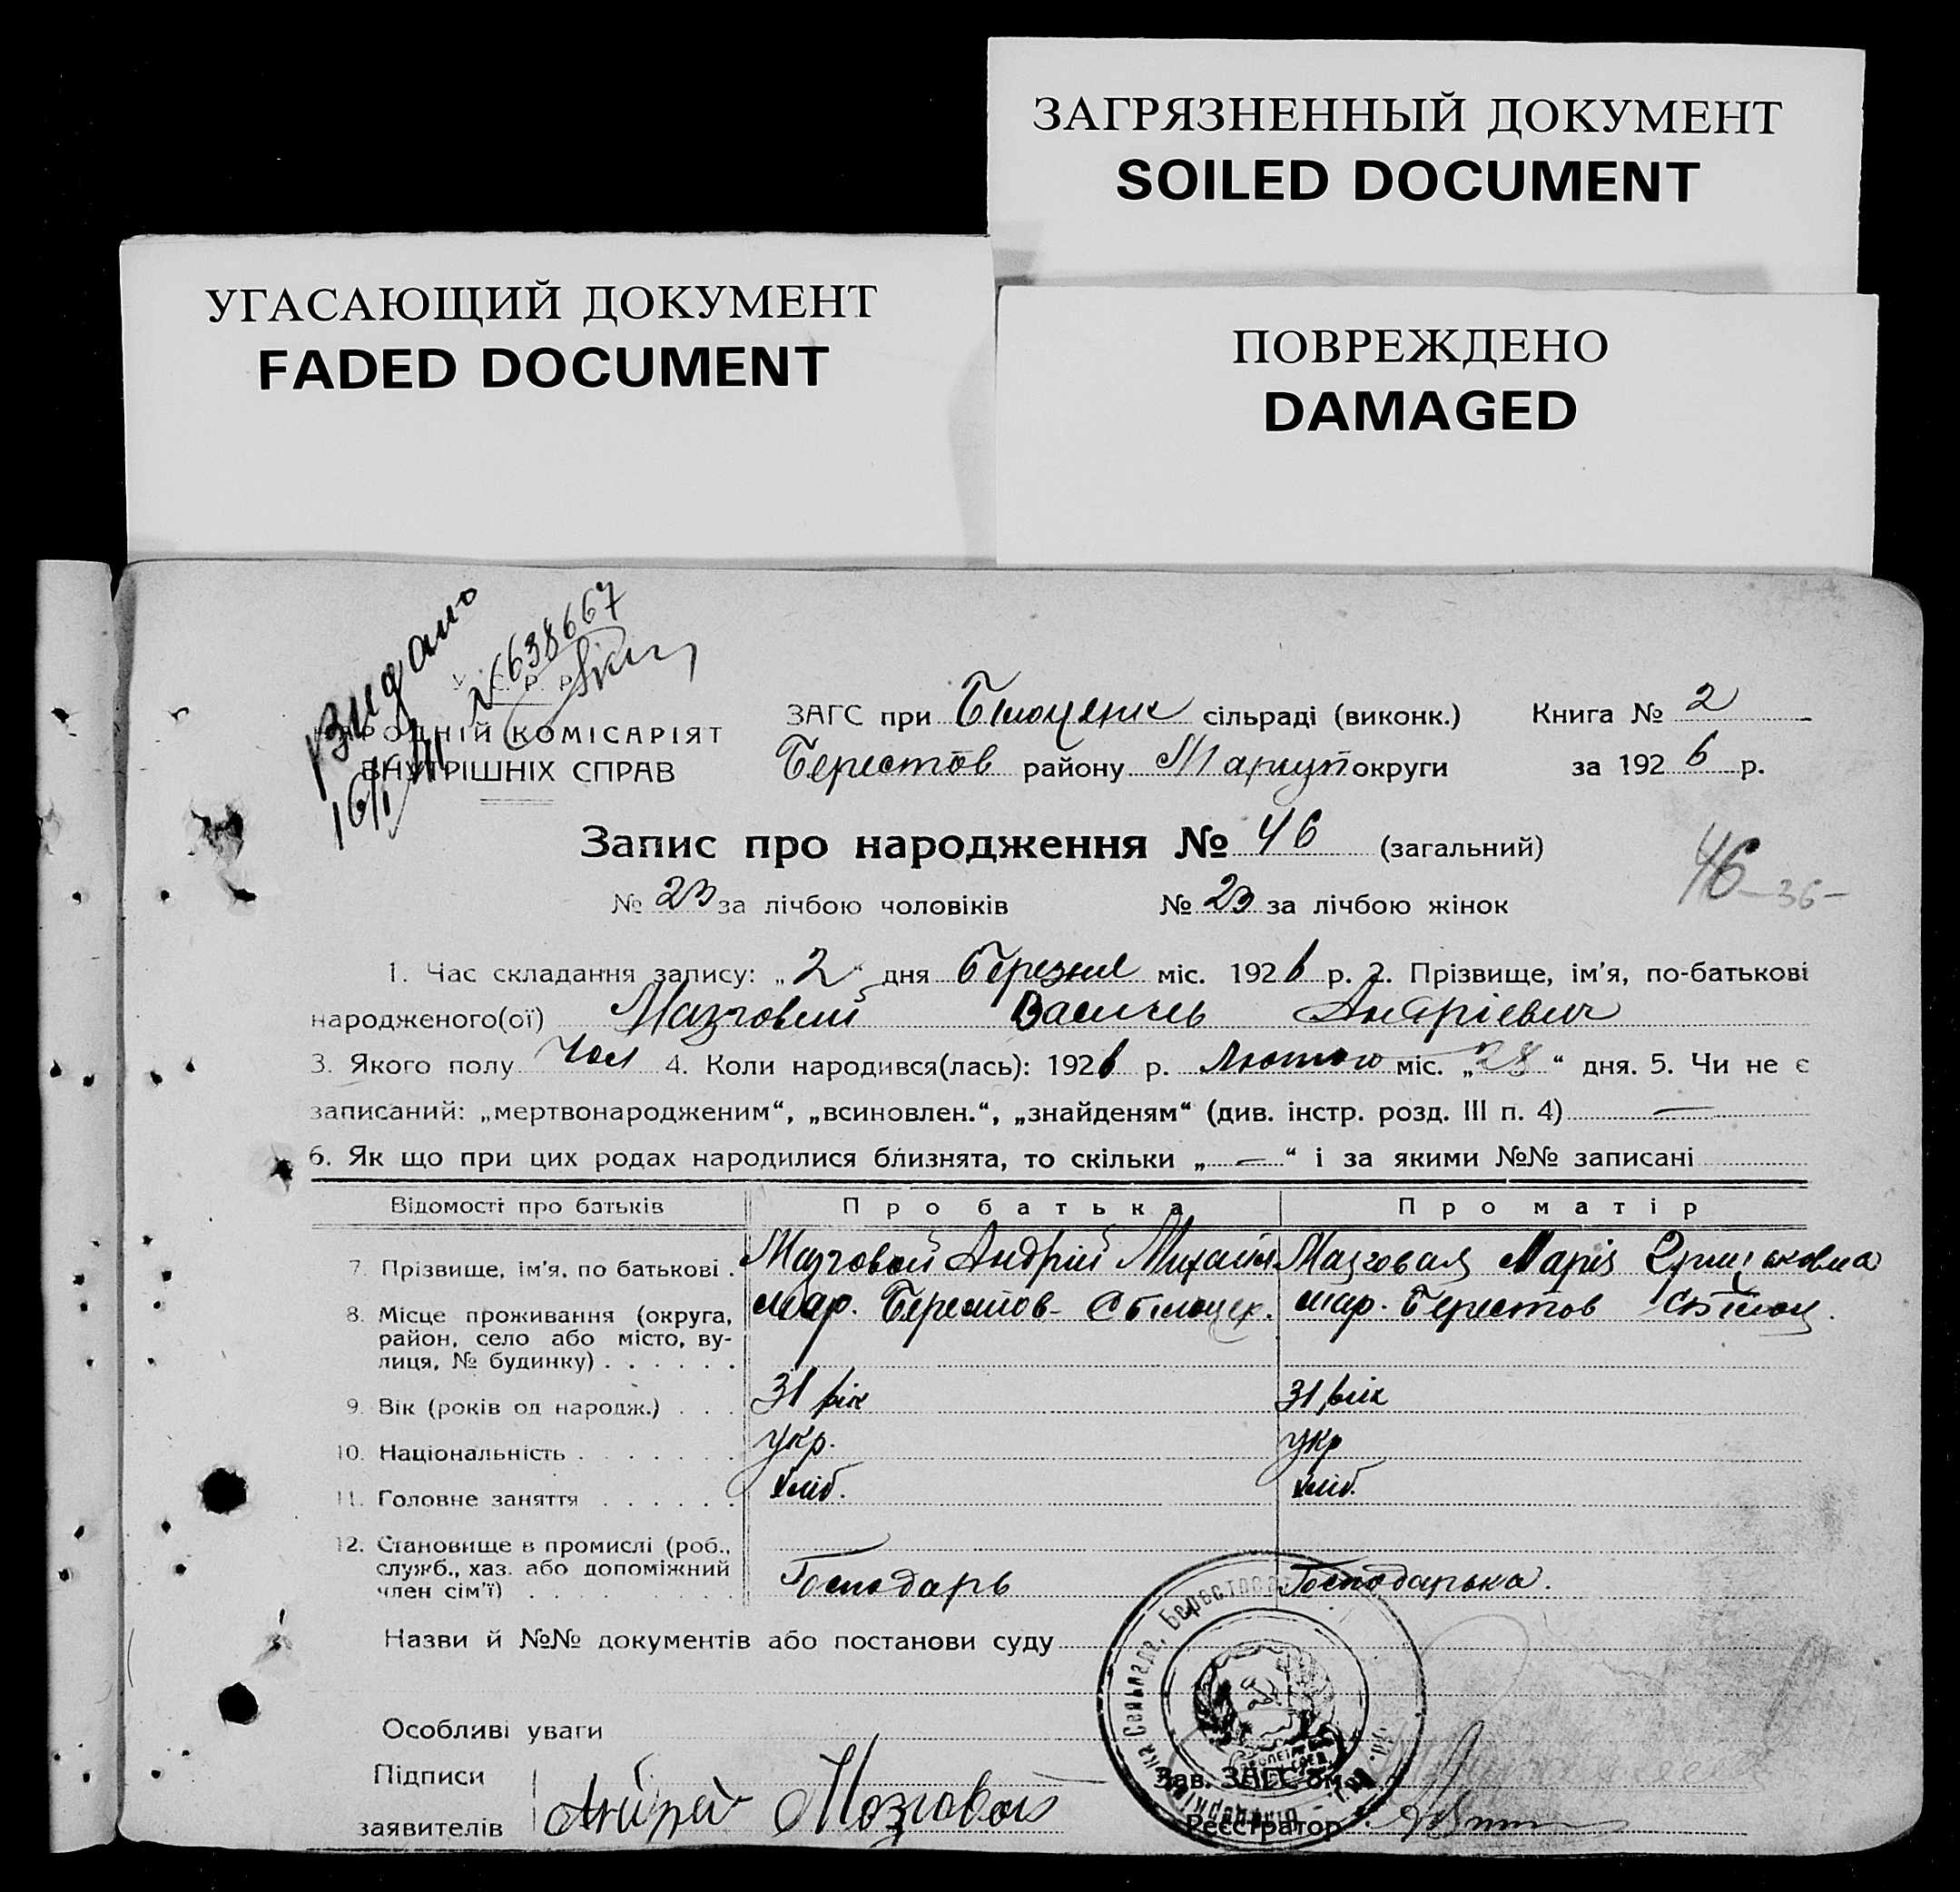 ЗАГРЯЗНЕННЫЙ ДОКУМЕНТ
SOILED DOCUMENT
УГАСАЮЩИЙ ДОКУМЕНТ
FADED DOCUMENT
ПОВРЕЖДЕНО
DAMAGED
Видано
№638667
16/III
У. С. Р. Р.
НАРОДНІЙ КОМІСАРІЯТ
ВНУТРІШНІХ СПРАВ
ЗАГС при сільраді (виконк.) Книга № 2
Берестов району Маріуп округи за 1926 р.
Запис про народження № 46 (загальний)
46 -36-
№ 23 за лічбою чоловіків № 23 за лічбою жінок
1. Час складання запису: „2“ дня березня міс. 1926 р. 2. Прізвище, ім'я, по-батькові
народженого(ої) Мазговий Василь Андрієвич
3. Якого полу чол 4. Коли народився(лась): 1926 р. Лютого міс. „28“ дня. 5. Чи не є
записаний: „мертвонародженим“, „всиновлен.“, „знайденям“ (див. інстр. розд. III п. 4) —
6. Як що при цих родах народилися близнята, то скільки „—“ і за якими №№ записані
Відомості про батьків Про батька Про матір
7. Прізвище, ім'я, по батькові . Мазговой Андрій Михайл Мазговая Марія
8. Місце проживання (округа, район, село або місто, вулиця, № будинку) . . . . . . Мар. Берестов- мар. Берестов
9. Вік (років од народж.) . . . 31 рік 31 рік
10. Національність . . . . . . . укр. укр
11. Головне заняття . . . . . . хліб. хліб.
12. Становище в промислі (роб.,
служб., хаз. або допоміжний
член сім'ї) . . . . . . . . . Господарь Господарька.
Назви й №№ документів або постанови суду
Особливі уваги
Підписи
заявителів Андрей Мозговой
Зав. ЗАГС'ом
Реєстратор